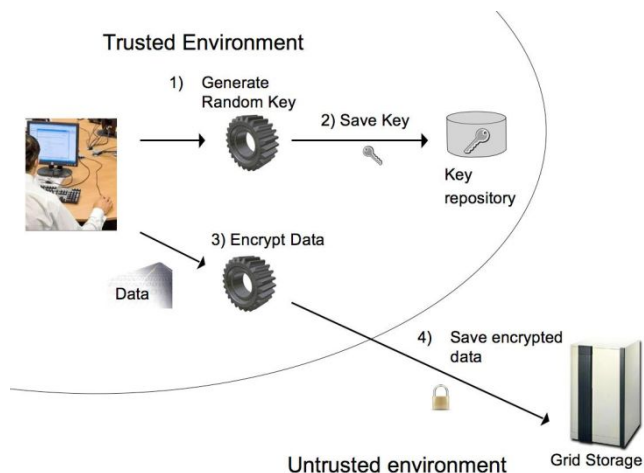 Trusted Environment
1) Generate
Random Key
2) Save Key
Key
repository
3) Encrypt Data
Data
4) Save encrypted
data
Grid Storage
Untrusted environment